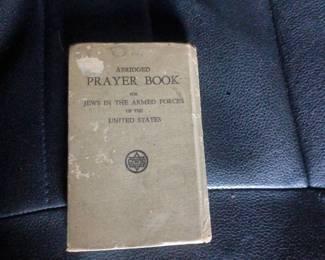 ABRIDGED
PRAYER BOOK
FOR
JEWS IN THE ARMED FORCES
OF THE
UNITED STATES